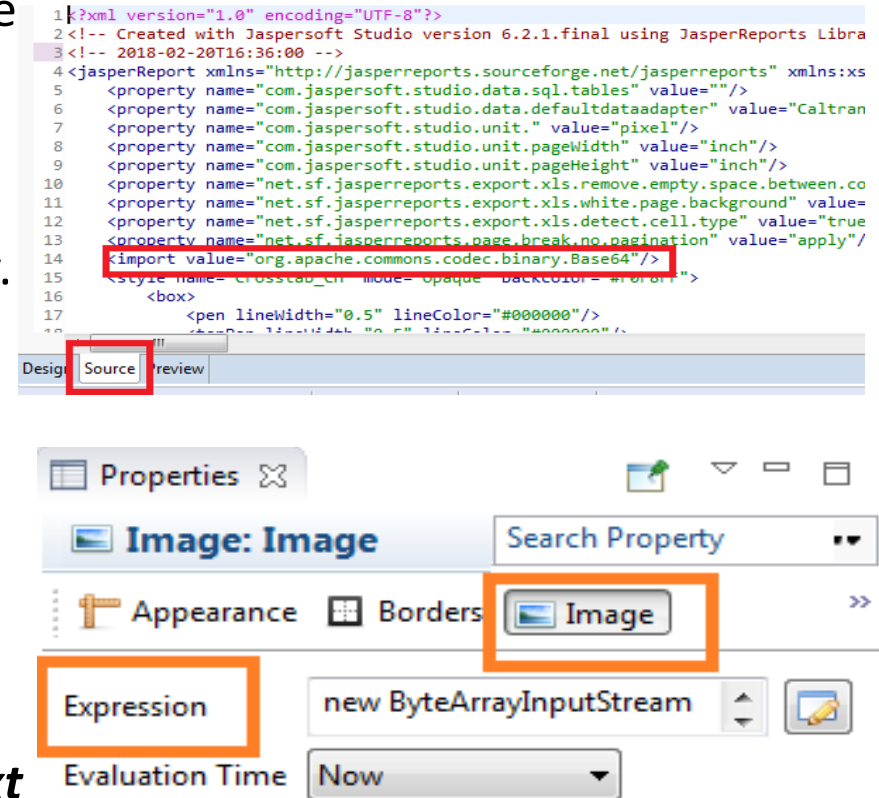 e
1 <?xml version="1.0" encoding="UTF-8"?>
2 <!-- Created with Jaspersoft Studio version 6.2.1.final using JasperReports Libra
3 <!-- 2018-02-20T16:36:00 -->
4 <jasperReport xmlns="http://jasperreports.sourceforge.net/jasperreports" xmlns:xs
5 <property name="com.jaspersoft.studio.data.sql.tables" value=""/>
6 <property name="com.jaspersoft.studio.data.defaultdataadapter" value="Caltran
7 <property name="com.jaspersoft.studio.unit." value="pixel"/>
8 <property name="com.jaspersoft.studio.unit.pageWidth" value="inch"/>
9 <property name="com.jaspersoft.studio.unit.pageHeight" value="inch"/>
10 <property name="net.sf.jasperreports.export.xls.remove.empty.space.between.co
11 <property name="net.sf.jasperreports.export.xls.white.page.background" value=
12 <property name="net.sf.jasperreports.export.xls.detect.cell.type" value="true
13 <property name="net.sf.jasperreports.page.break.no.pagination" value="apply"/
14 <import value="org.apache.commons.codec.binary.Base64"/>
.
15 <style name="Crosstab_CH" mode="Opaque" backcolor="#F0F8FF">
16 <box>
17 <pen lineWidth="0.5" lineColor="#000000"/>
18 <topPen lineWidth="0.5" lineColor="#000000"/>
Design Source Preview
Properties
Image: Image Search Property
Appearance Borders Image »
Expression new ByteArrayInputStream
Evaluation Time Now
xt